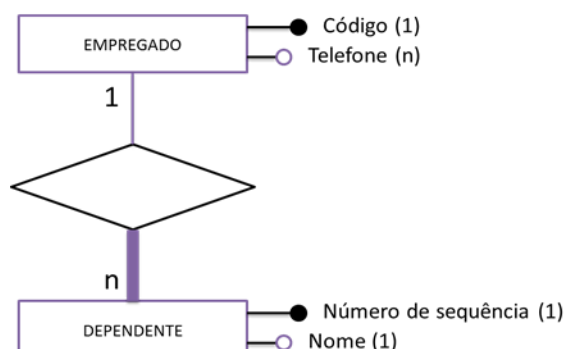 Código (1)
EMPREGADO
Telefone (n)
1
n
Número de sequência (1)
DEPENDENTE
Nome (1)